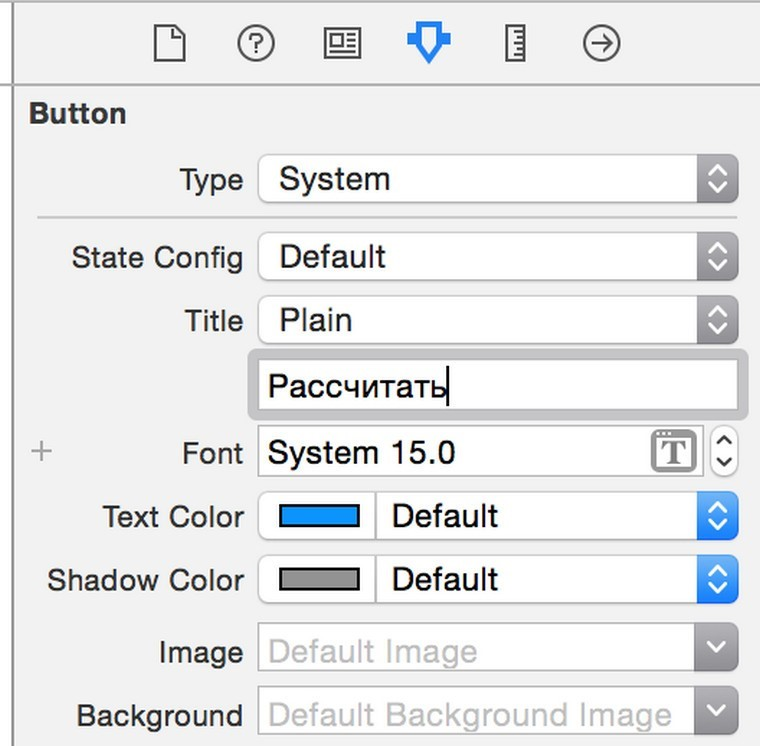 Button
Type System
State Config Default
Title Plain
Рассчитать
Font System 15.0 T
Text Color Default
Shadow Color Default
Image Default Image
Background Default Background Image